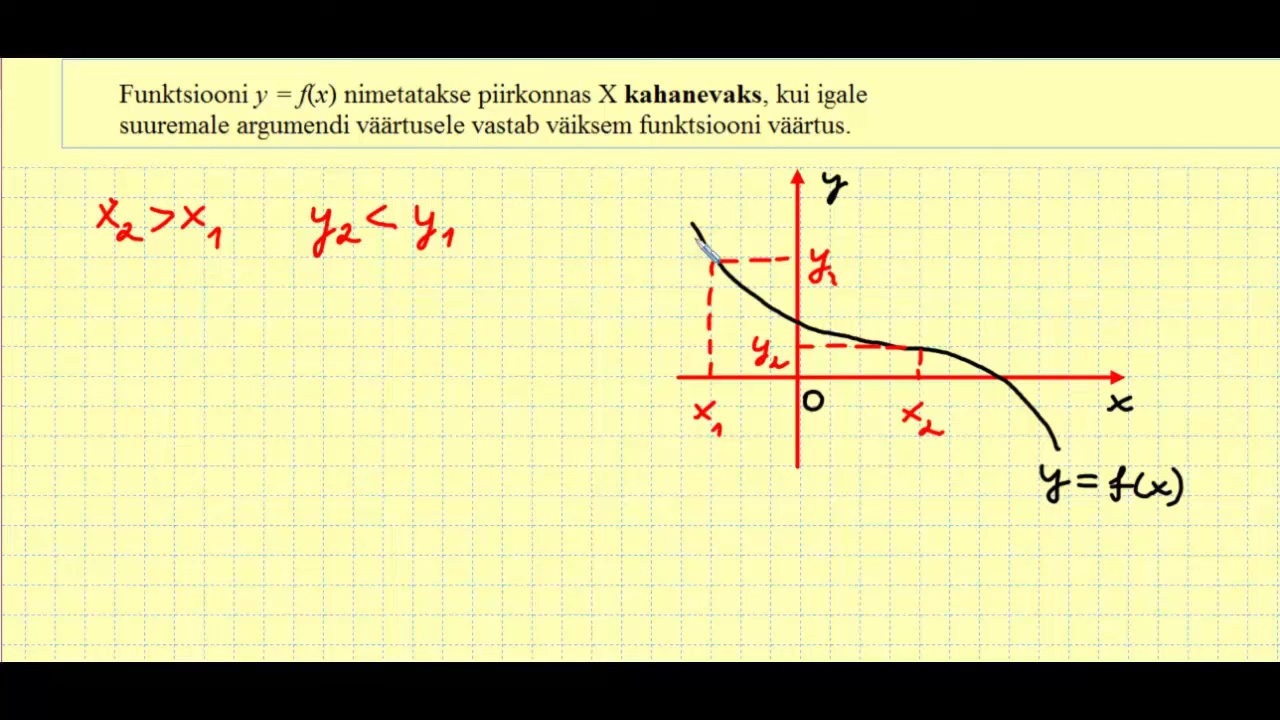 Funktsiooni y = f(x) nimetatakse piirkonnas X kahanevaks, kui igale
suuremale argumendi väärtusele vastab väiksem funktsiooni väärtus.
x₂ > x₁ y₂ < y₁
y
y₁
y₂
0
x
x₁
x₂
y = f(x)